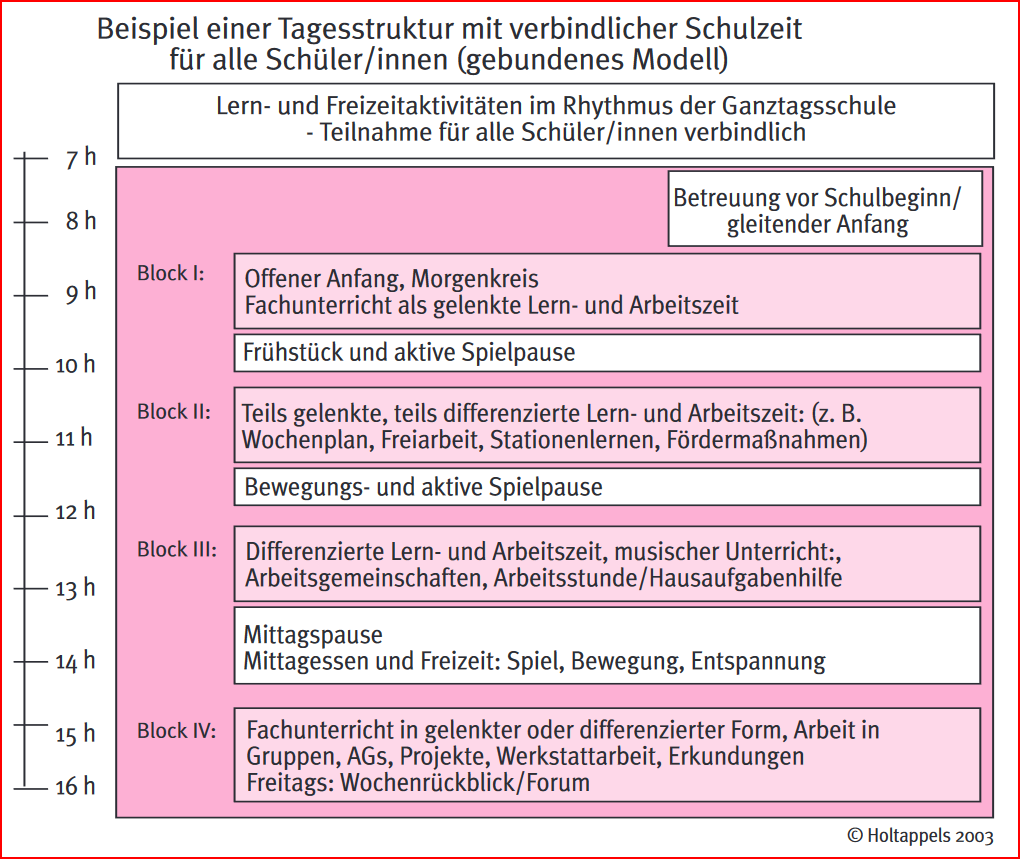 Beispiel einer Tagesstruktur mit verbindlicher Schulzeit
für alle Schüler/innen (gebundenes Modell)
Lern- und Freizeitaktivitäten im Rhythmus der Ganztagsschule
- Teilnahme für alle Schüler/innen verbindlich
7 h
Betreuung vor Schulbeginn/
gleitender Anfang
8 h
Block I:
Offener Anfang, Morgenkreis
Fachunterricht als gelenkte Lern- und Arbeitszeit
9 h
Frühstück und aktive Spielpause
10 h
Block II:
Teils gelenkte, teils differenzierte Lern- und Arbeitszeit: (z. B.
Wochenplan, Freiarbeit, Stationenlernen, Fördermaßnahmen)
11 h
Bewegungs- und aktive Spielpause
12 h
Block III:
Differenzierte Lern- und Arbeitszeit, musischer Unterricht:,
Arbeitsgemeinschaften, Arbeitsstunde/Hausaufgabenhilfe
13 h
Mittagspause
Mittagessen und Freizeit: Spiel, Bewegung, Entspannung
14 h
Block IV:
Fachunterricht in gelenkter oder differenzierter Form, Arbeit in
Gruppen, AGs, Projekte, Werkstattarbeit, Erkundungen
Freitags: Wochenrückblick/Forum
15 h
16 h
© Holtappels 2003